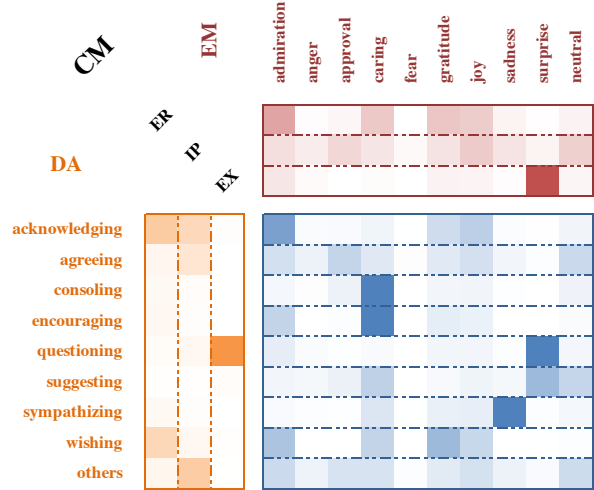 CM
EM
admiration
anger
approval
caring
fear
gratitude
joy
sadness
surprise
neutral
ER
IP
EX
DA
acknowledging
agreeing
consoling
encouraging
questioning
suggesting
sympathizing
wishing
others